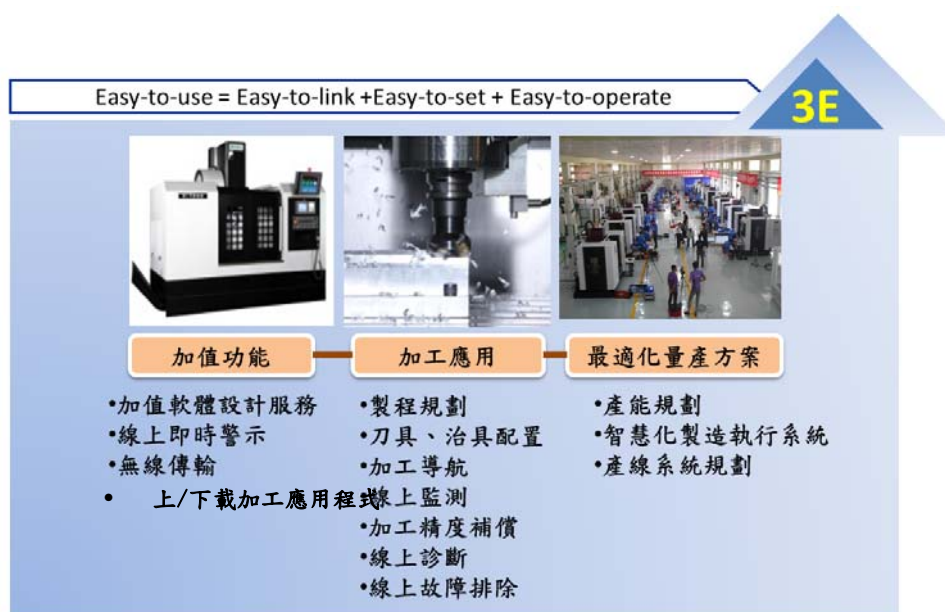 Easy-to-use = Easy-to-link +Easy-to-set + Easy-to-operate
3E
加值功能
•加值軟體設計服務
•線上即時警示
•無線傳輸
• 上/下載加工應用程式
加工應用
•製程規劃
•刀具、治具配置
•加工導航
•線上監測
•加工精度補償
•線上診斷
•線上故障排除
最適化量產方案
•產能規劃
•智慧化製造執行系統
•產線系統規劃